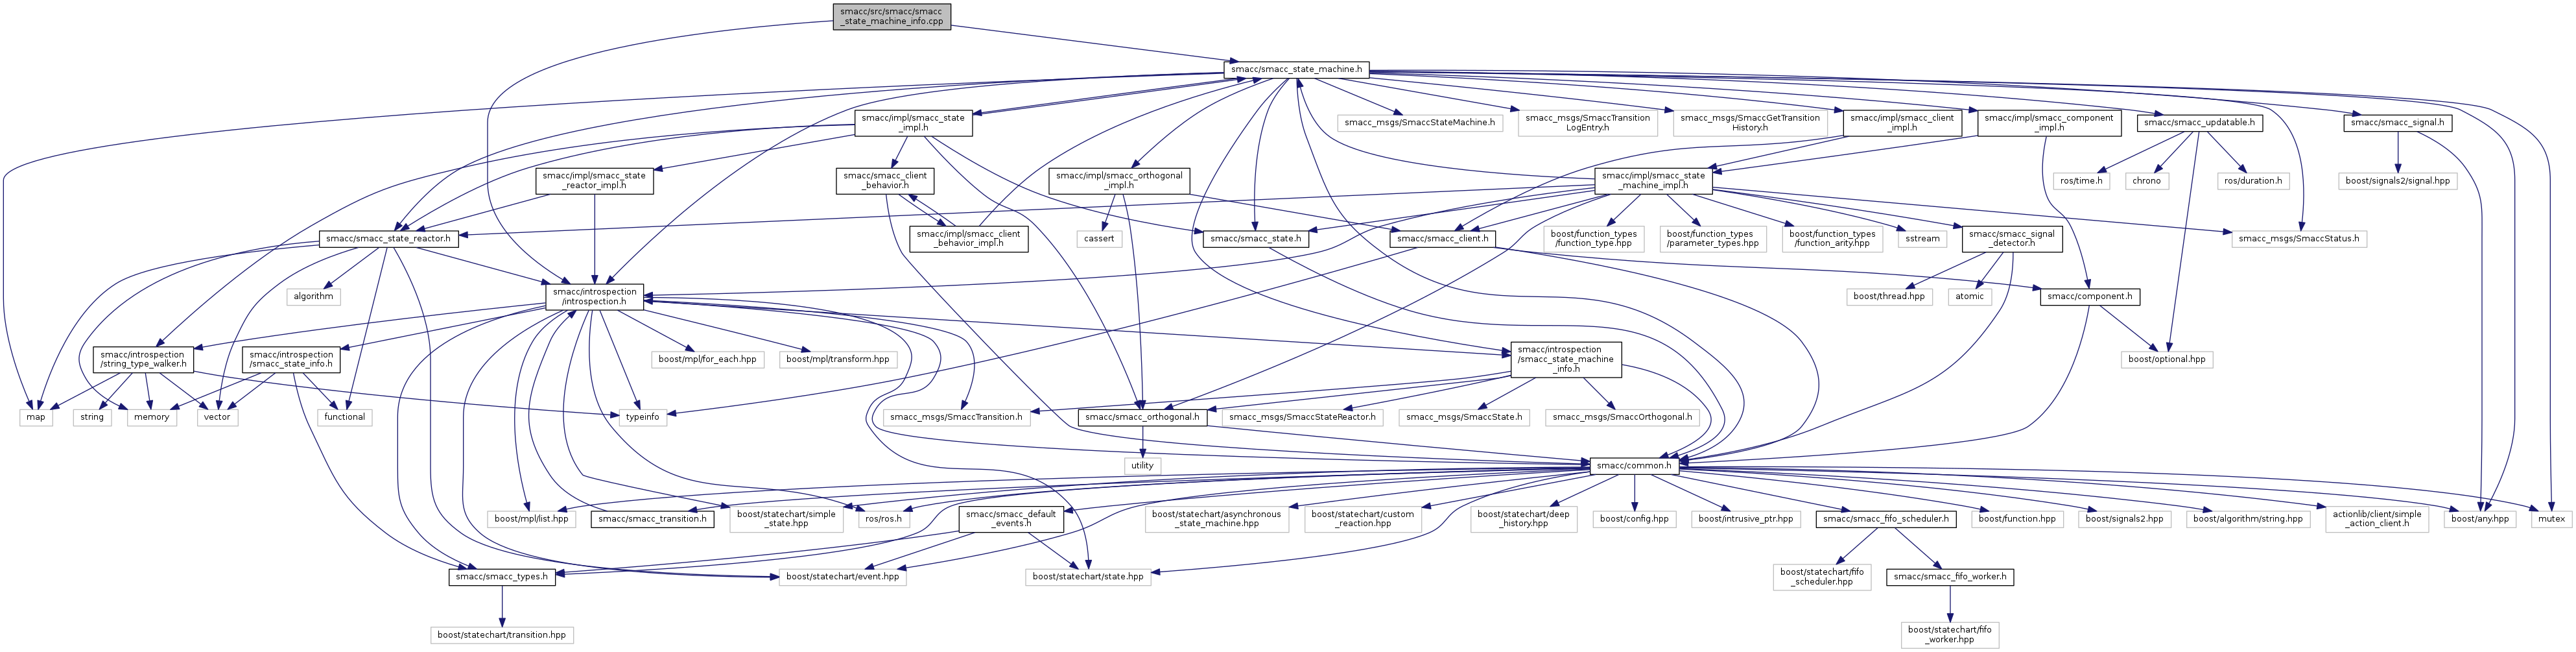 smacc/src/smacc/smacc
_state_machine_info.cpp
smacc/smacc_state_machine.h
smacc/impl/smacc_state
_impl.h
smacc_msgs/SmaccStateMachine.h
smacc_msgs/SmaccTransition
LogEntry.h
smacc_msgs/SmaccGetTransition
History.h
smacc/impl/smacc_client
_impl.h
smacc/impl/smacc_component
_impl.h
smacc/smacc_updatable.h
smacc/smacc_signal.h
smacc/impl/smacc_state
_reactor_impl.h
smacc/smacc_client
_behavior.h
smacc/impl/smacc_orthogonal
_impl.h
smacc/impl/smacc_state
_machine_impl.h
ros/time.h
chrono
ros/duration.h
boost/signals2/signal.hpp
smacc/smacc_state_reactor.h
smacc/impl/smacc_client
_behavior_impl.h
cassert
smacc/smacc_state.h
smacc/smacc_client.h
boost/function_types
/function_type.hpp
boost/function_types
/parameter_types.hpp
boost/function_types
/function_arity.hpp
sstream
smacc/smacc_signal
_detector.h
smacc_msgs/SmaccStatus.h
algorithm
smacc/introspection
/introspection.h
boost/thread.hpp
atomic
smacc/component.h
smacc/introspection
/string_type_walker.h
smacc/introspection
/smacc_state_info.h
boost/mpl/for_each.hpp
boost/mpl/transform.hpp
smacc/introspection
/smacc_state_machine
_info.h
boost/optional.hpp
map
string
memory
vector
functional
typeinfo
smacc_msgs/SmaccTransition.h
smacc/smacc_orthogonal.h
smacc_msgs/SmaccStateReactor.h
smacc_msgs/SmaccState.h
smacc_msgs/SmaccOrthogonal.h
utility
smacc/common.h
boost/mpl/list.hpp
smacc/smacc_transition.h
boost/statechart/simple
_state.hpp
ros/ros.h
smacc/smacc_default
_events.h
boost/statechart/asynchronous
_state_machine.hpp
boost/statechart/custom
_reaction.hpp
boost/statechart/deep
_history.hpp
boost/config.hpp
boost/intrusive_ptr.hpp
smacc/smacc_fifo_scheduler.h
boost/function.hpp
boost/signals2.hpp
boost/algorithm/string.hpp
actionlib/client/simple
_action_client.h
boost/any.hpp
mutex
smacc/smacc_types.h
boost/statechart/event.hpp
boost/statechart/state.hpp
boost/statechart/fifo
_scheduler.hpp
smacc/smacc_fifo_worker.h
boost/statechart/transition.hpp
boost/statechart/fifo
_worker.hpp